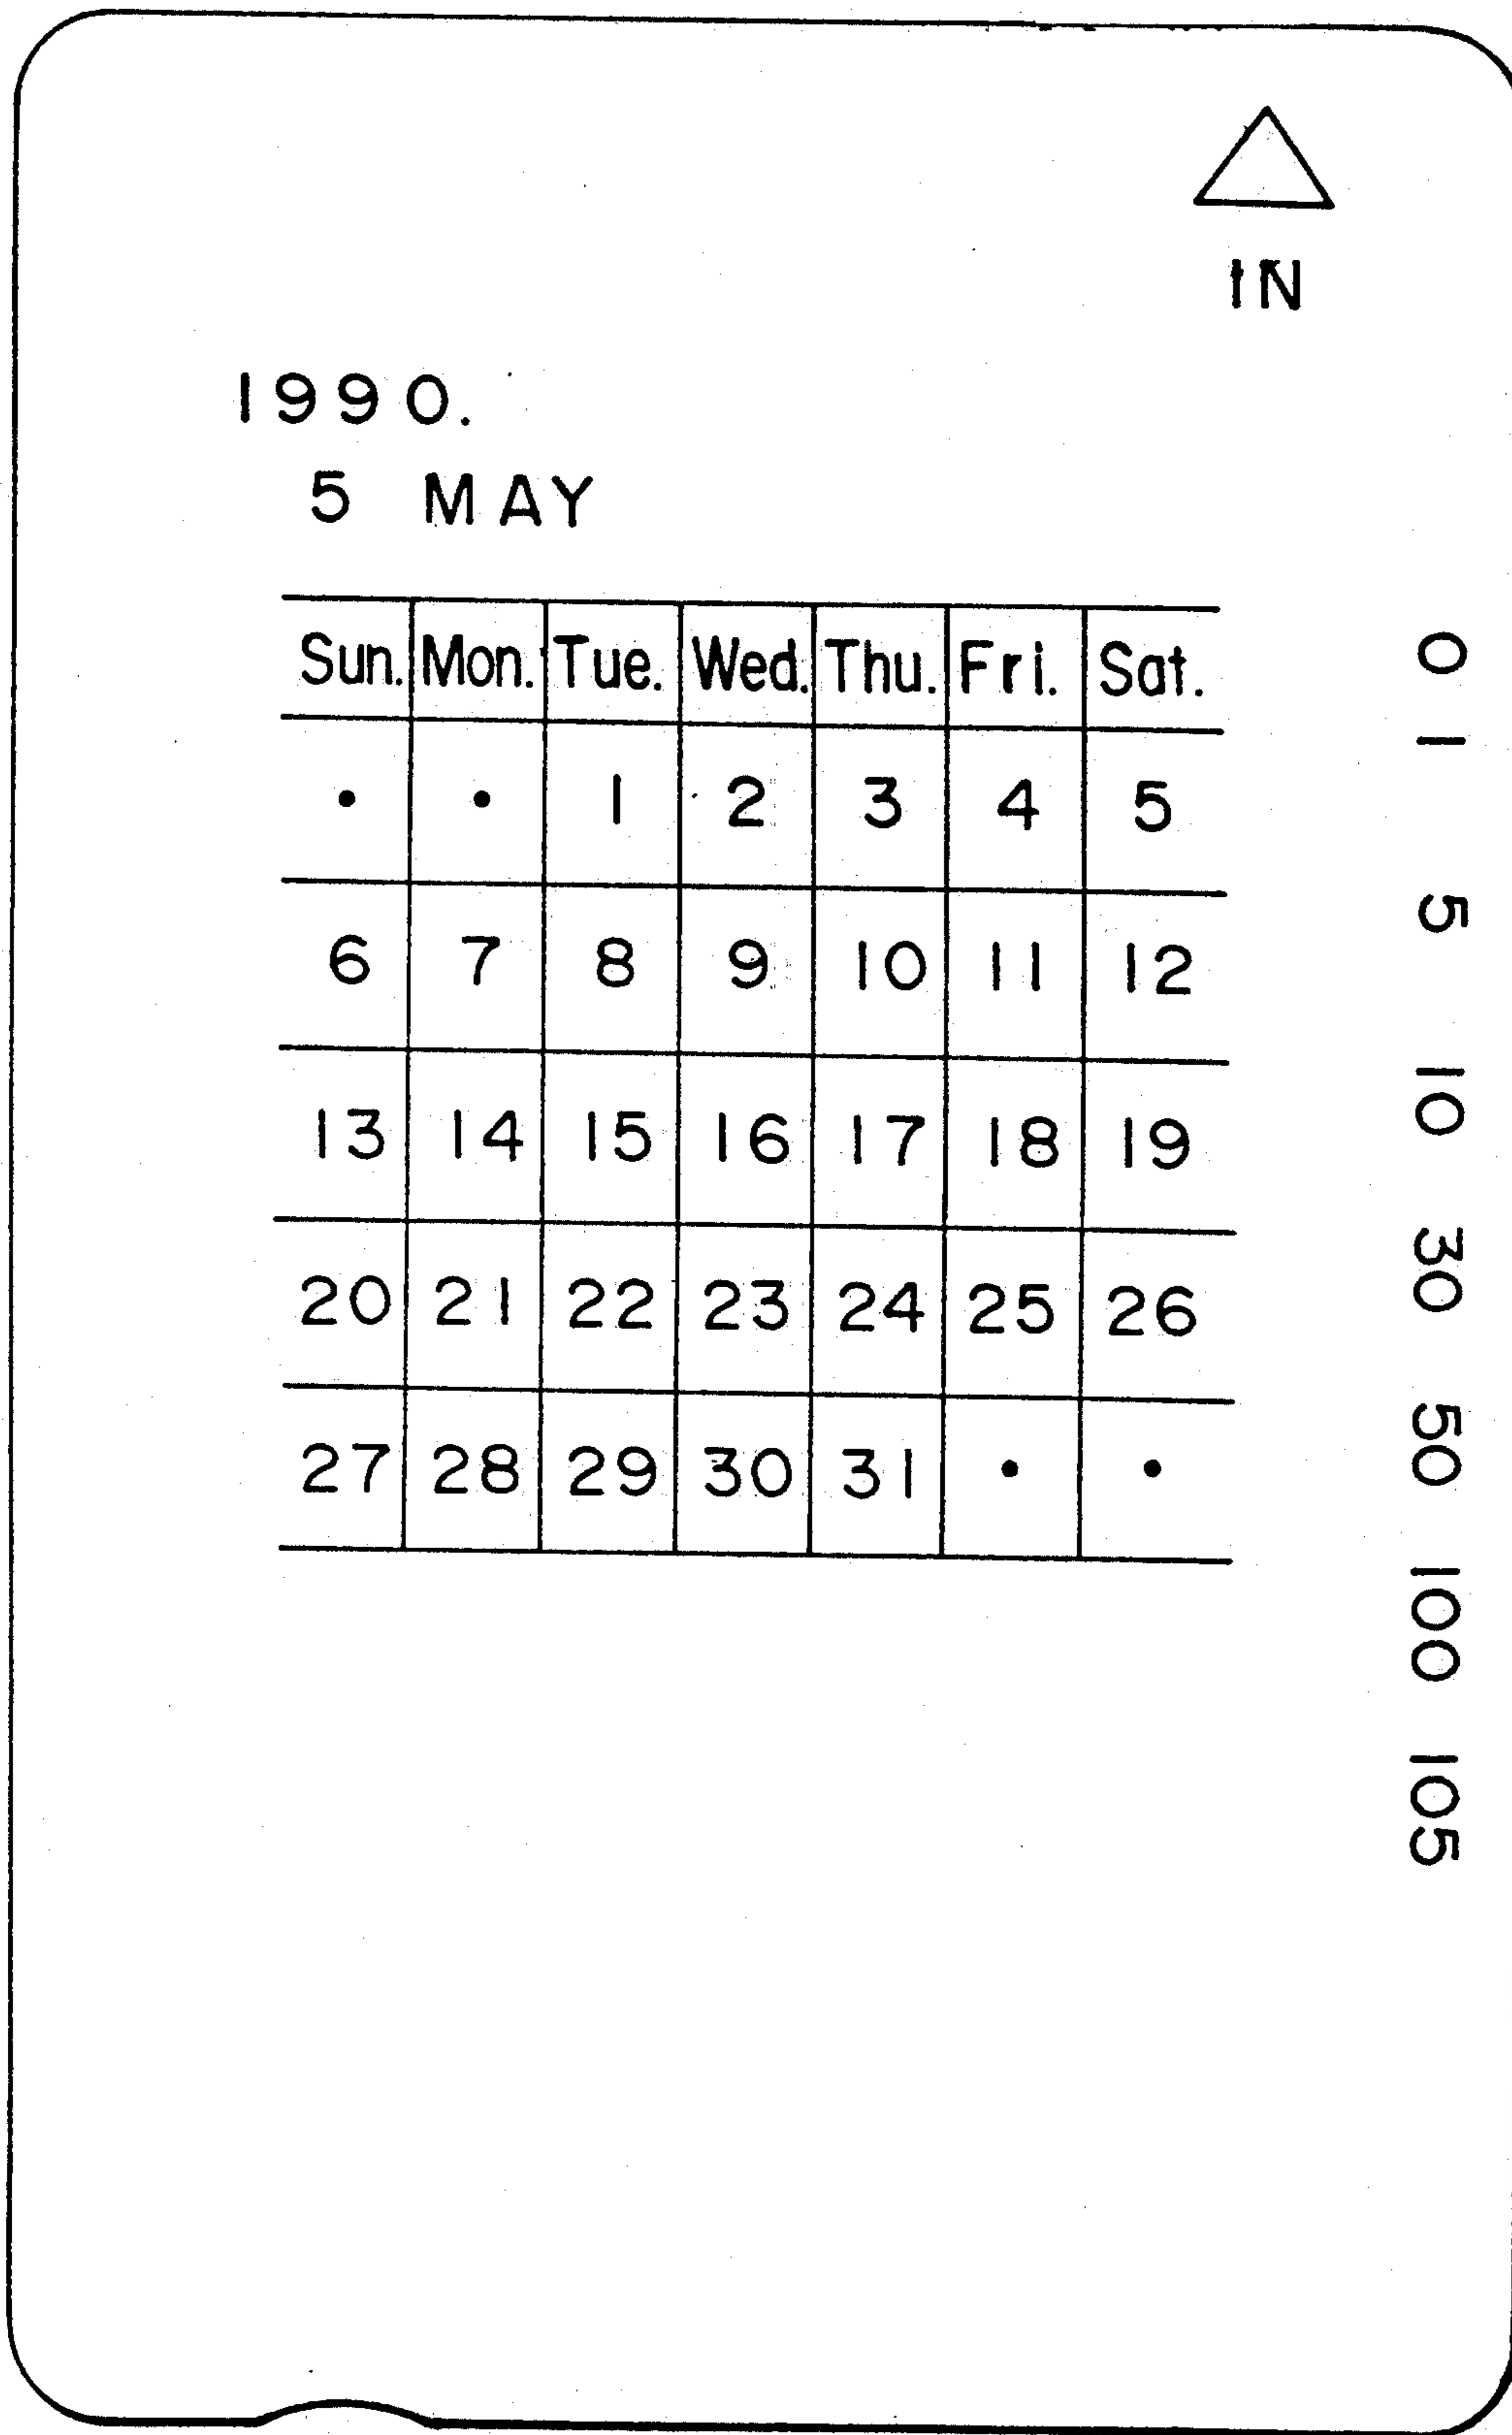 IN
1990.
5 MAY
Sun. Mon. Tue. Wed. Thu. Fri. Sat.
• • 1 2 3 4 5
6 7 8 9 10 11 12
13 14 15 16 17 18 19
20 21 22 23 24 25 26
27 28 29 30 31 • •
0 1 5 10 30 50 100 105